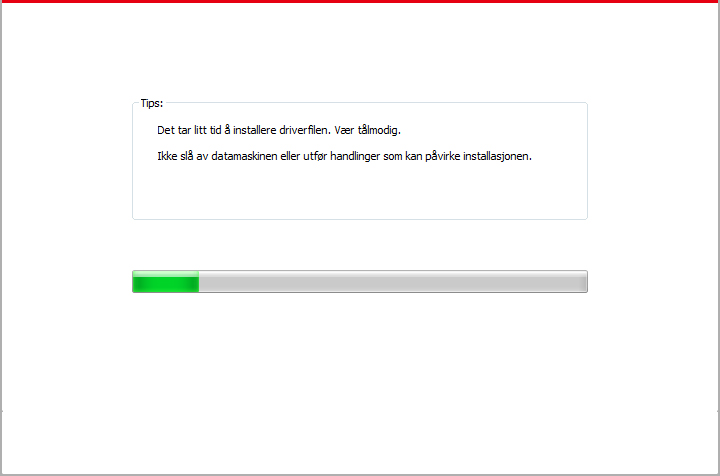 Tips:
Det tar litt tid å installere driverfilen. Vær tålmodig.
Ikke slå av datamaskinen eller utfør handlinger som kan påvirke installasjonen.